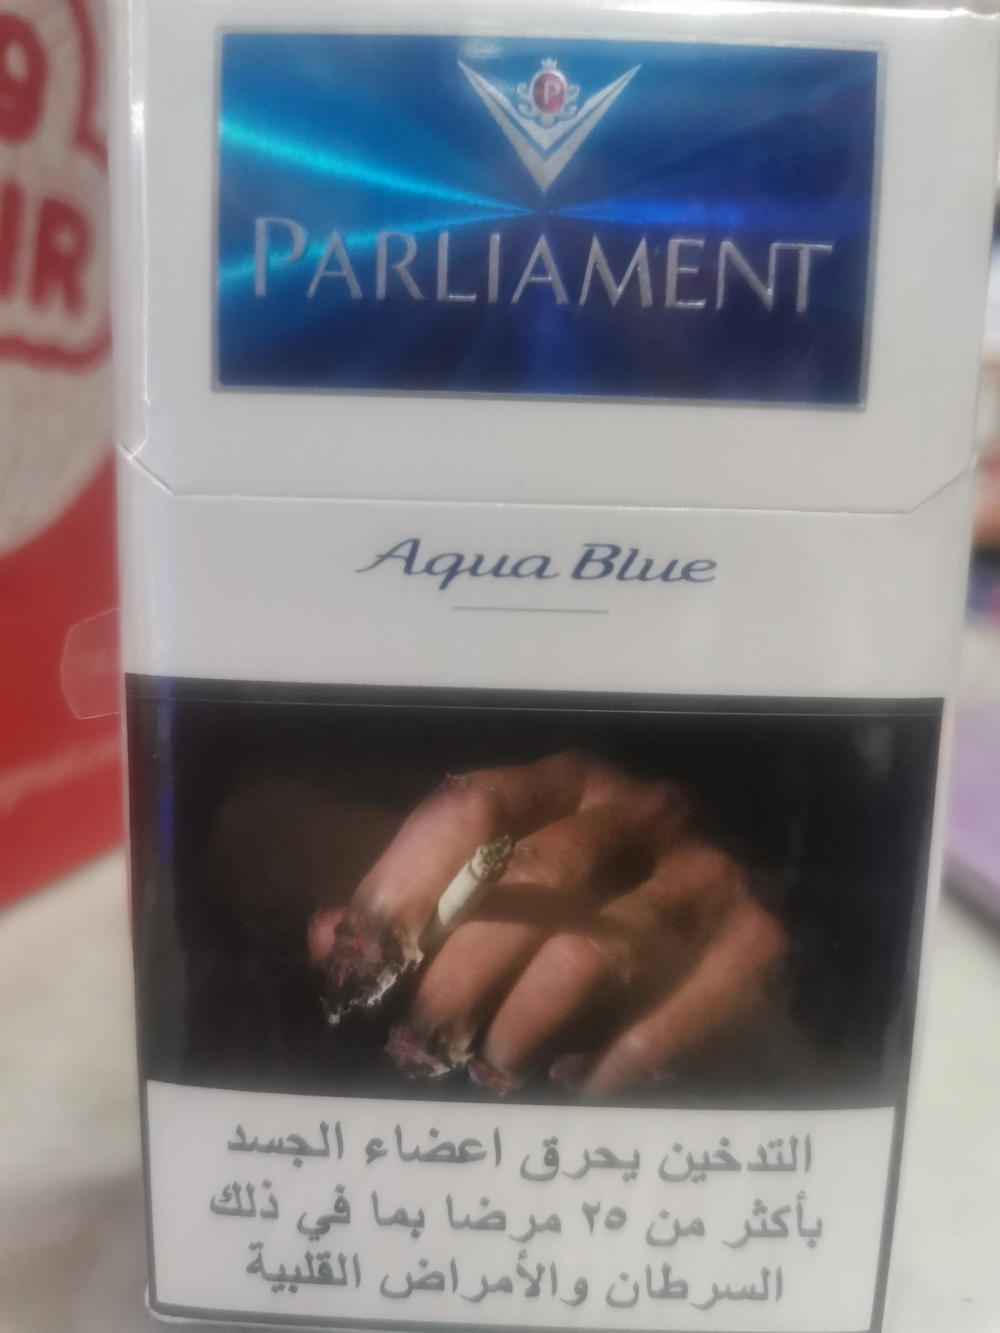 P
PARLIAMENT
Aqua Blue
التدخين يحرق اعضاء الجسد
بأكثر من ٢٥ مرضا بما في ذلك
السرطان والأمراض القلبية